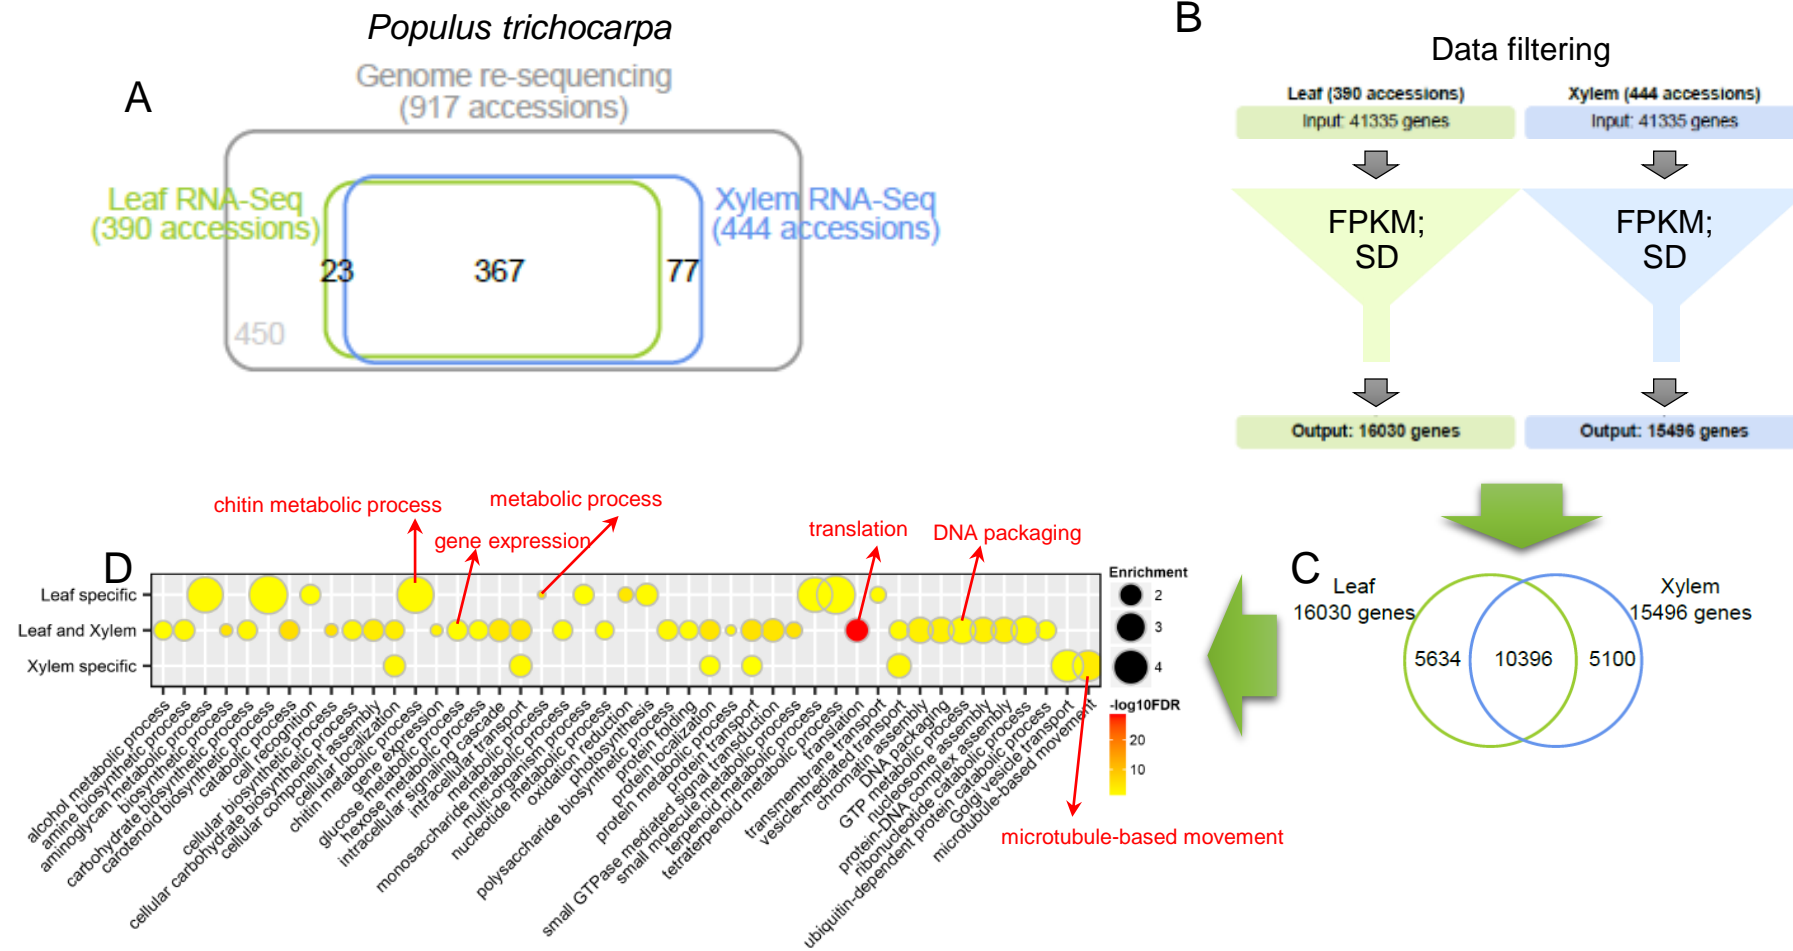 Populus trichocarpa
A
Genome re-sequencing
(917 accessions)
Leaf RNA-Seq
(390 accessions)
Xylem RNA-Seq
(444 accessions)
23
367
77
450
B
Data filtering
Leaf (390 accessions)
Xylem (444 accessions)
Input: 41335 genes
Input: 41335 genes
FPKM;
SD
FPKM;
SD
Output: 16030 genes
Output: 15496 genes
C
Leaf
16030 genes
Xylem
15496 genes
5634
10396
5100
D
chitin metabolic process
metabolic process
gene expression
translation
DNA packaging
microtubule-based movement
Leaf specific
Leaf and Xylem
Xylem specific
Enrichment
2
3
4
-log10FDR
20
10
alcohol metabolic process
amine biosynthetic process
aminoglycan metabolic process
biosynthetic process
carbohydrate biosynthetic process
carotenoid biosynthetic process
catabolic process
cell recognition
cellular biosynthetic process
cellular carbohydrate biosynthetic process
cellular component assembly
cellular localization
chitin metabolic process
gene expression
glucose metabolic process
hexose metabolic process
intracellular signaling cascade
intracellular transport
metabolic process
monosaccharide metabolic process
multi-organism process
nucleotide metabolic process
oxidation reduction
photosynthesis
polysaccharide biosynthetic process
protein folding
protein localization
protein metabolic process
protein transport
small GTPase mediated signal transduction
small molecule metabolic process
terpenoid metabolic process
tetraterpenoid metabolic process
translation
transmembrane transport
vesicle-mediated transport
chromatin assembly
DNA packaging
GTP metabolic process
nucleosome assembly
protein-DNA complex assembly
ribonucleotide catabolic process
ubiquitin-dependent protein catabolic process
Golgi vesicle transport
microtubule-based movement